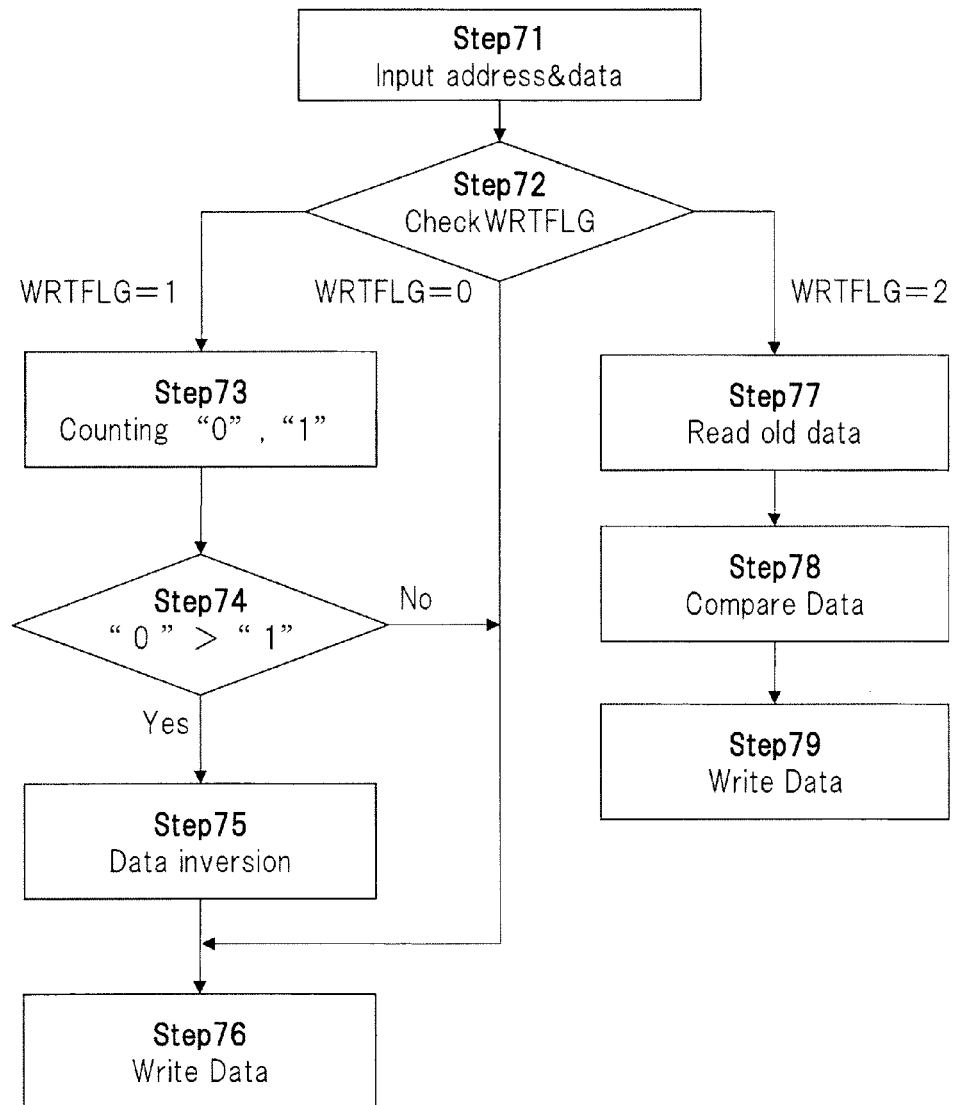 Step71
Input address&data
Step72
CheckWRTFLG
WRTFLG=1
WRTFLG=0
WRTFLG=2
Step73
Counting “0”, “1”
Step77
Read old data
Step78
Compare Data
Step74
“0” > “1”
No
Yes
Step79
Write Data
Step75
Data inversion
Step76
Write Data